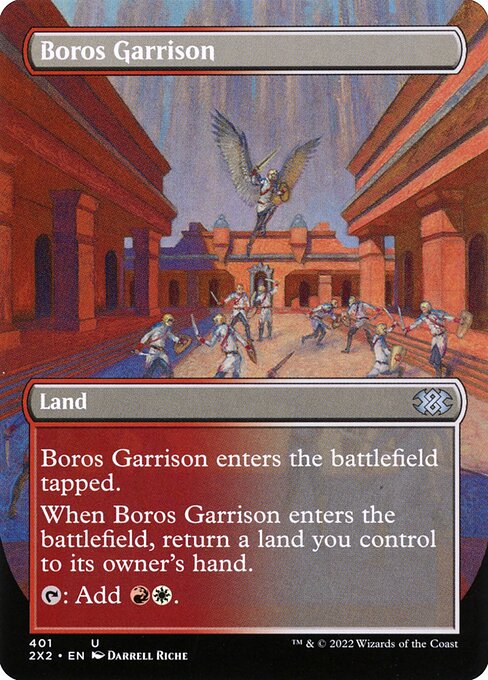 Boros Garrison
Land
Boros Garrison enters the battlefield
tapped.
When Boros Garrison enters the
battlefield, return a land you control
to its owner's hand.
: Add .
401 U
2X2 • EN Darrell Riche
™ & © 2022 Wizards of the Coast